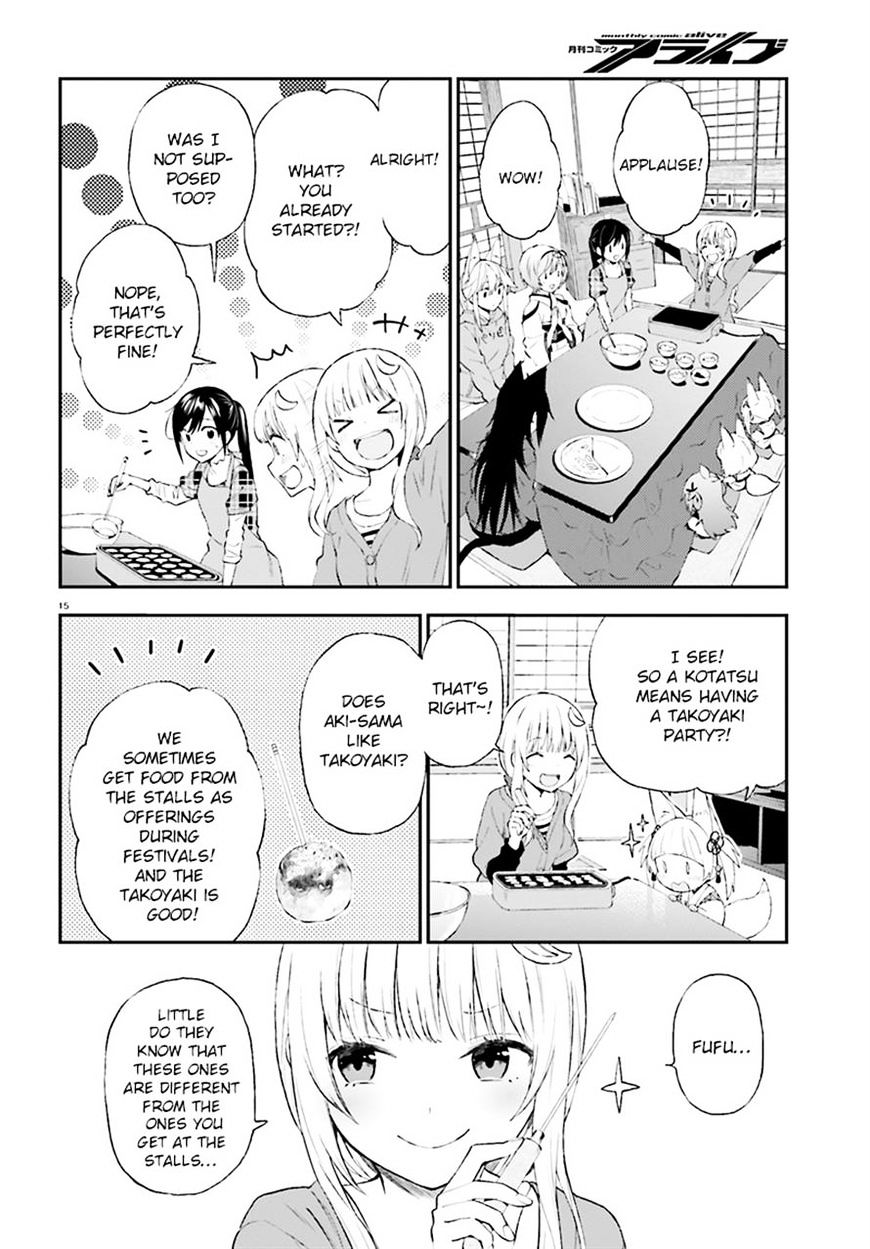 monthly comic alive
月刊コミック
アライブ
APPLAUSE!
WOW!
ALRIGHT!
WHAT?
YOU
ALREADY
STARTED?!
WAS I
NOT SUP-
POSED
TOO?
NOPE,
THAT'S
PERFECTLY
FINE!
15
I SEE!
SO A KOTATSU
MEANS HAVING
A TAKOYAKI
PARTY?!
THAT'S
RIGHT~!
DOES
AKI-SAMA
LIKE
TAKOYAKI?
WE
SOMETIMES
GET FOOD FROM
THE STALLS AS
OFFERINGS
DURING
FESTIVALS!
AND THE
TAKOYAKI IS
GOOD!
FUFU...
LITTLE
DO THEY
KNOW THAT
THESE ONES
ARE DIFFERENT
FROM THE
ONES YOU
GET AT THE
STALLS...